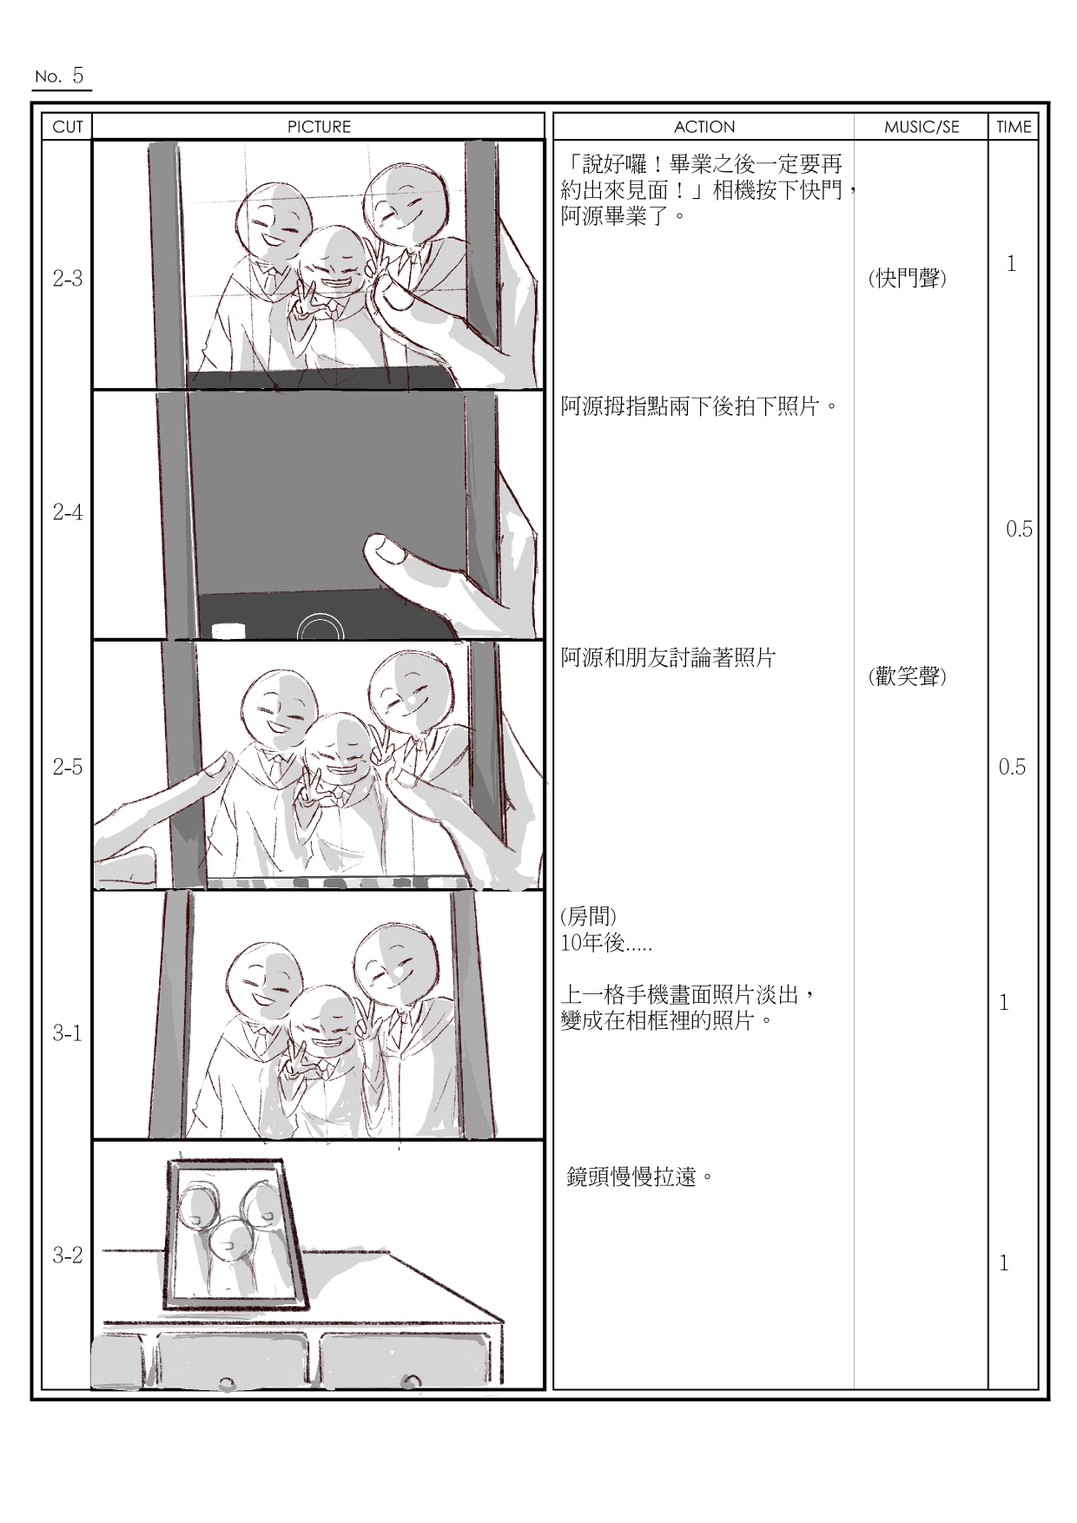 No. 5
CUT PICTURE ACTION MUSIC/SE TIME
2-3
「說好囉！畢業之後一定要再
約出來見面！」相機按下快門，
阿源畢業了。
(快門聲)
1
2-4
阿源拇指點兩下後拍下照片。
0.5
2-5
阿源和朋友討論著照片
(歡笑聲)
0.5
3-1
(房間)
10年後.....
上一格手機畫面照片淡出，
變成在相框裡的照片。
1
3-2
鏡頭慢慢拉遠。
1